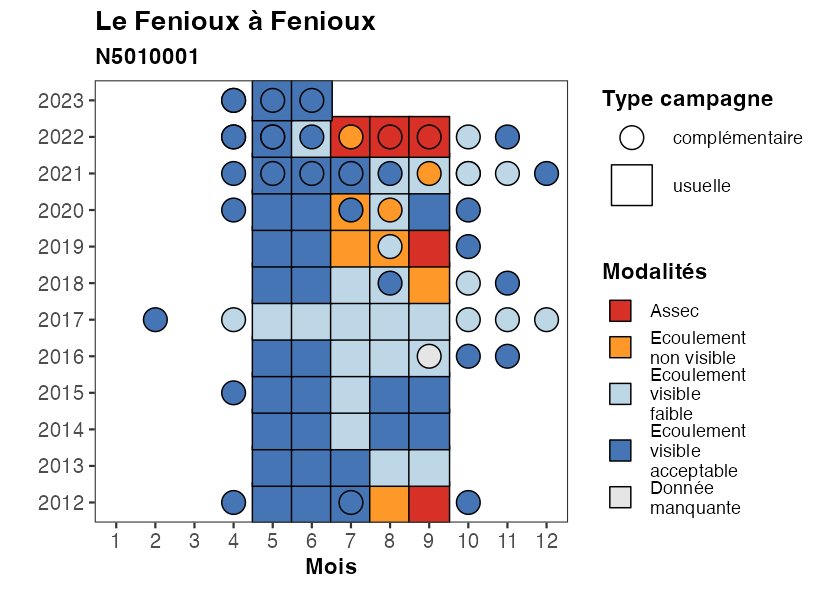 Le Fenioux à Fenioux
N5010001
2023
2022
2021
2020
2019
2018
2017
2016
2015
2014
2013
2012
1 2 3 4 5 6 7 8 9 10 11 12
Mois
Type campagne
complémentaire
usuelle
Modalités
Assec
Ecoulement
non visible
Ecoulement
visible
faible
Ecoulement
visible
acceptable
Donnée
manquante